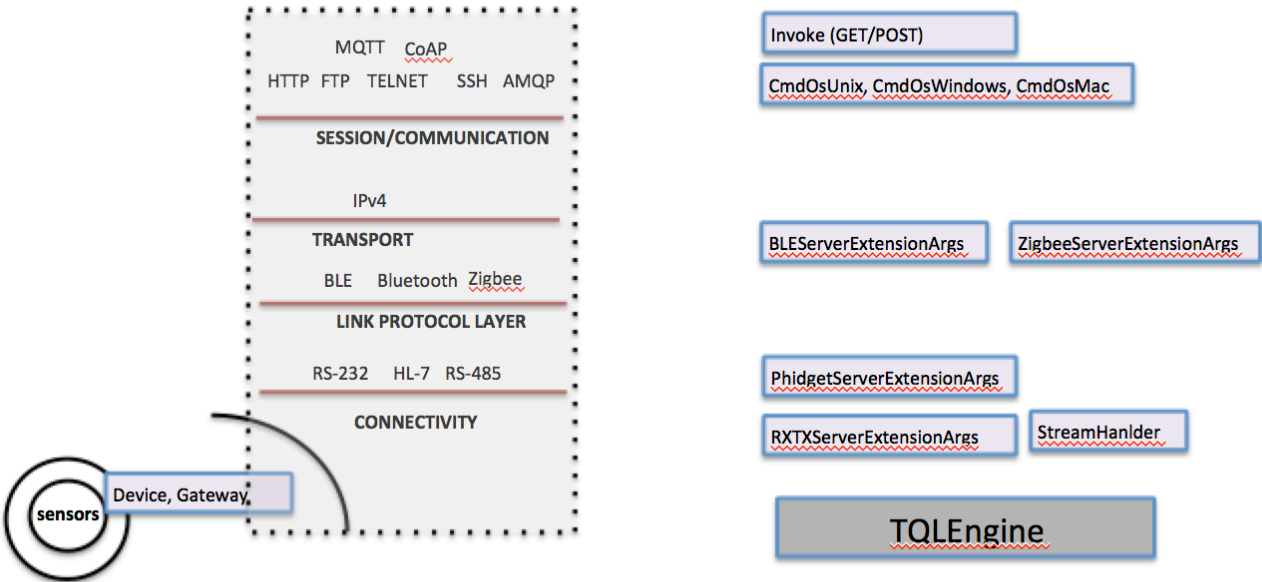 MQTT CoAP
HTTP FTP TELNET SSH AMQP
SESSION/COMMUNICATION
IPv4
TRANSPORT
BLE Bluetooth Zigbee
LINK PROTOCOL LAYER
RS-232 HL-7 RS-485
CONNECTIVITY
Device, Gateway
sensors
Invoke (GET/POST)
CmdOsUnix, CmdOsWindows, CmdOsMac
BLEServerExtensionArgs ZigbeeServerExtensionArgs
PhidgetServerExtensionArgs
RXTXServerExtensionArgs StreamHanlder
TQLEngine